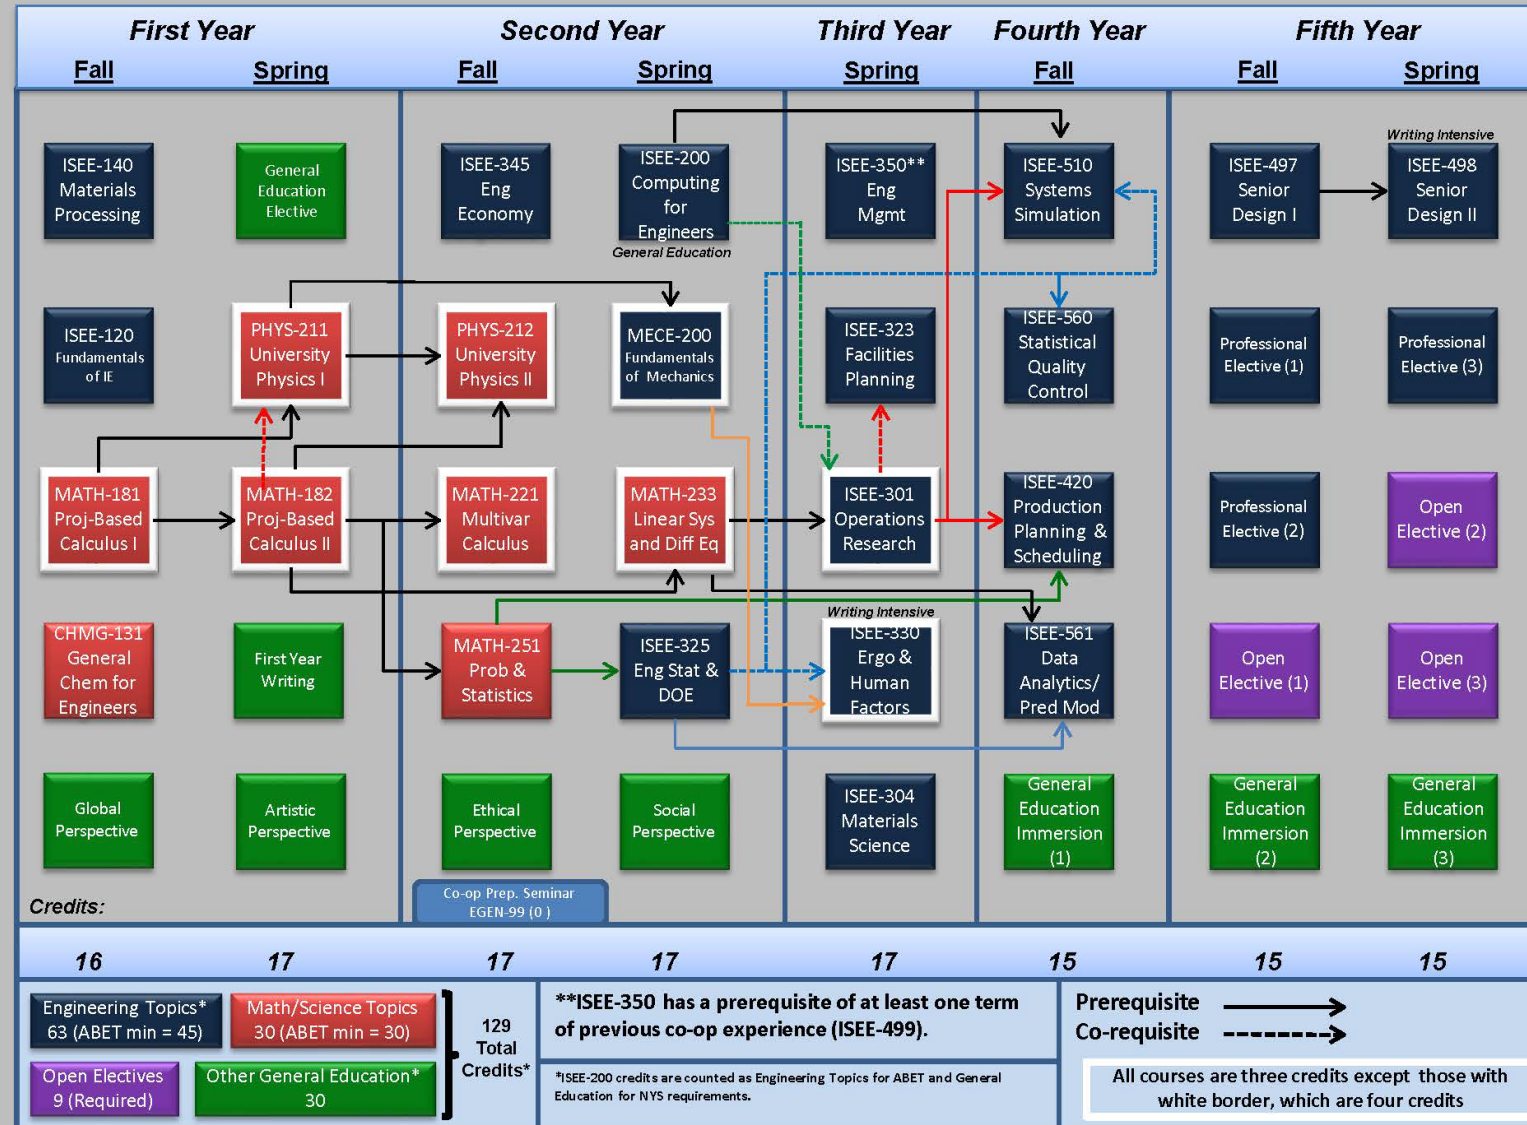 First Year
Second Year
Third Year
Fourth Year
Fifth Year
Fall
Spring
Fall
Spring
Spring
Fall
Fall
Spring
ISEE-140
Materials
Processing
General
Education
Elective
ISEE-345
Eng
Economy
ISEE-200
Computing
for
Engineers
General Education
ISEE-350**
Eng
Mgmt
ISEE-510
Systems
Simulation
ISEE-497
Senior
Design I
Writing Intensive
ISEE-498
Senior
Design II
ISEE-120
Fundamentals
of IE
PHYS-211
University
Physics I
PHYS-212
University
Physics II
MECE-200
Fundamentals
of Mechanics
ISEE-323
Facilities
Planning
ISEE-560
Statistical
Quality
Control
Professional
Elective (1)
Professional
Elective (3)
MATH-181
Proj-Based
Calculus I
MATH-182
Proj-Based
Calculus II
MATH-221
Multivar
Calculus
MATH-233
Linear Sys
and Diff Eq
ISEE-301
Operations
Research
ISEE-420
Production
Planning &
Scheduling
Professional
Elective (2)
Open
Elective (2)
CHMG-131
General
Chem for
Engineers
First Year
Writing
MATH-251
Prob &
Statistics
ISEE-325
Eng Stat &
DOE
Writing Intensive
ISEE-330
Ergo &
Human
Factors
ISEE-561
Data
Analytics/
Pred Mod
Open
Elective (1)
Open
Elective (3)
Global
Perspective
Artistic
Perspective
Ethical
Perspective
Social
Perspective
ISEE-304
Materials
Science
General
Education
Immersion
(1)
General
Education
Immersion
(2)
General
Education
Immersion
(3)
Co-op Prep. Seminar
EGEN-99 (0 )
Credits:
16
17
17
17
17
15
15
15
Engineering Topics*
63 (ABET min = 45)
Math/Science Topics
30 (ABET min = 30)
Open Electives
9 (Required)
Other General Education*
30
129
Total
Credits*
**ISEE-350 has a prerequisite of at least one term
of previous co-op experience (ISEE-499).
*ISEE-200 credits are counted as Engineering Topics for ABET and General
Education for NYS requirements.
Prerequisite
Co-requisite
All courses are three credits except those with
white border, which are four credits